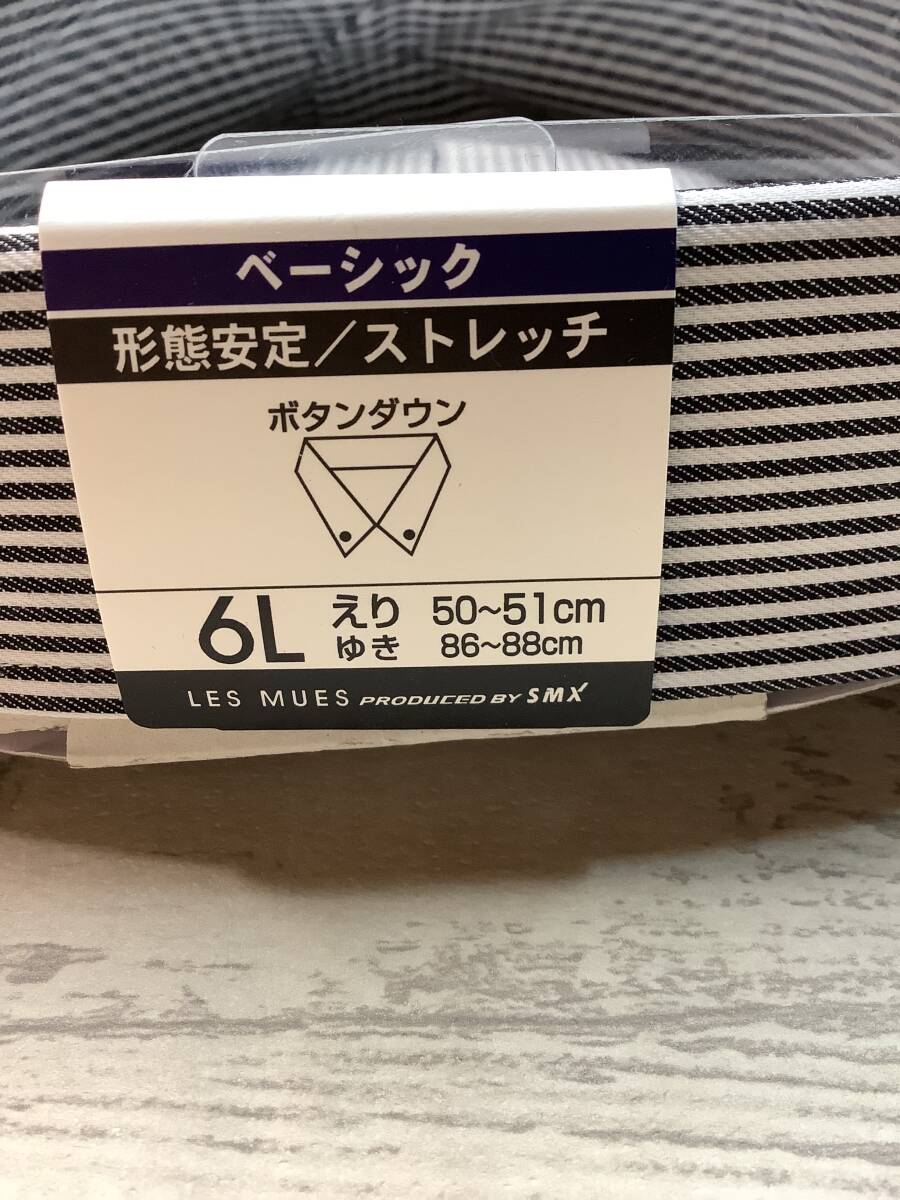 ベーシック
形態安定/ストレッチ
ボタンダウン
6L えり 50~51cm
ゆき 86~88cm
LES MUES PRODUCED BY SMX